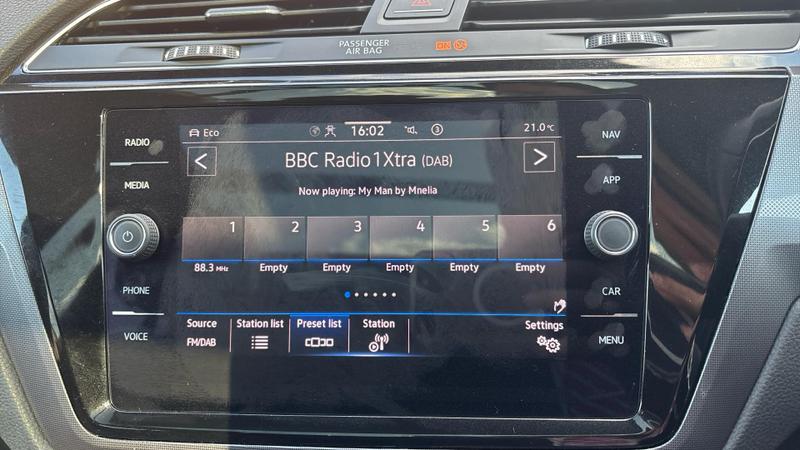 PASSENGER
AIR BAG
ON
Eco
16:02
3
21.0 °C
RADIO
MEDIA
PHONE
VOICE
< BBC Radio 1Xtra (DAB) >
Now playing: My Man by Mnelia
1 2 3 4 5 6
88.3 MHz Empty Empty Empty Empty Empty
Source Station list Preset list Station Settings
FM/DAB
NAV
APP
CAR
MENU